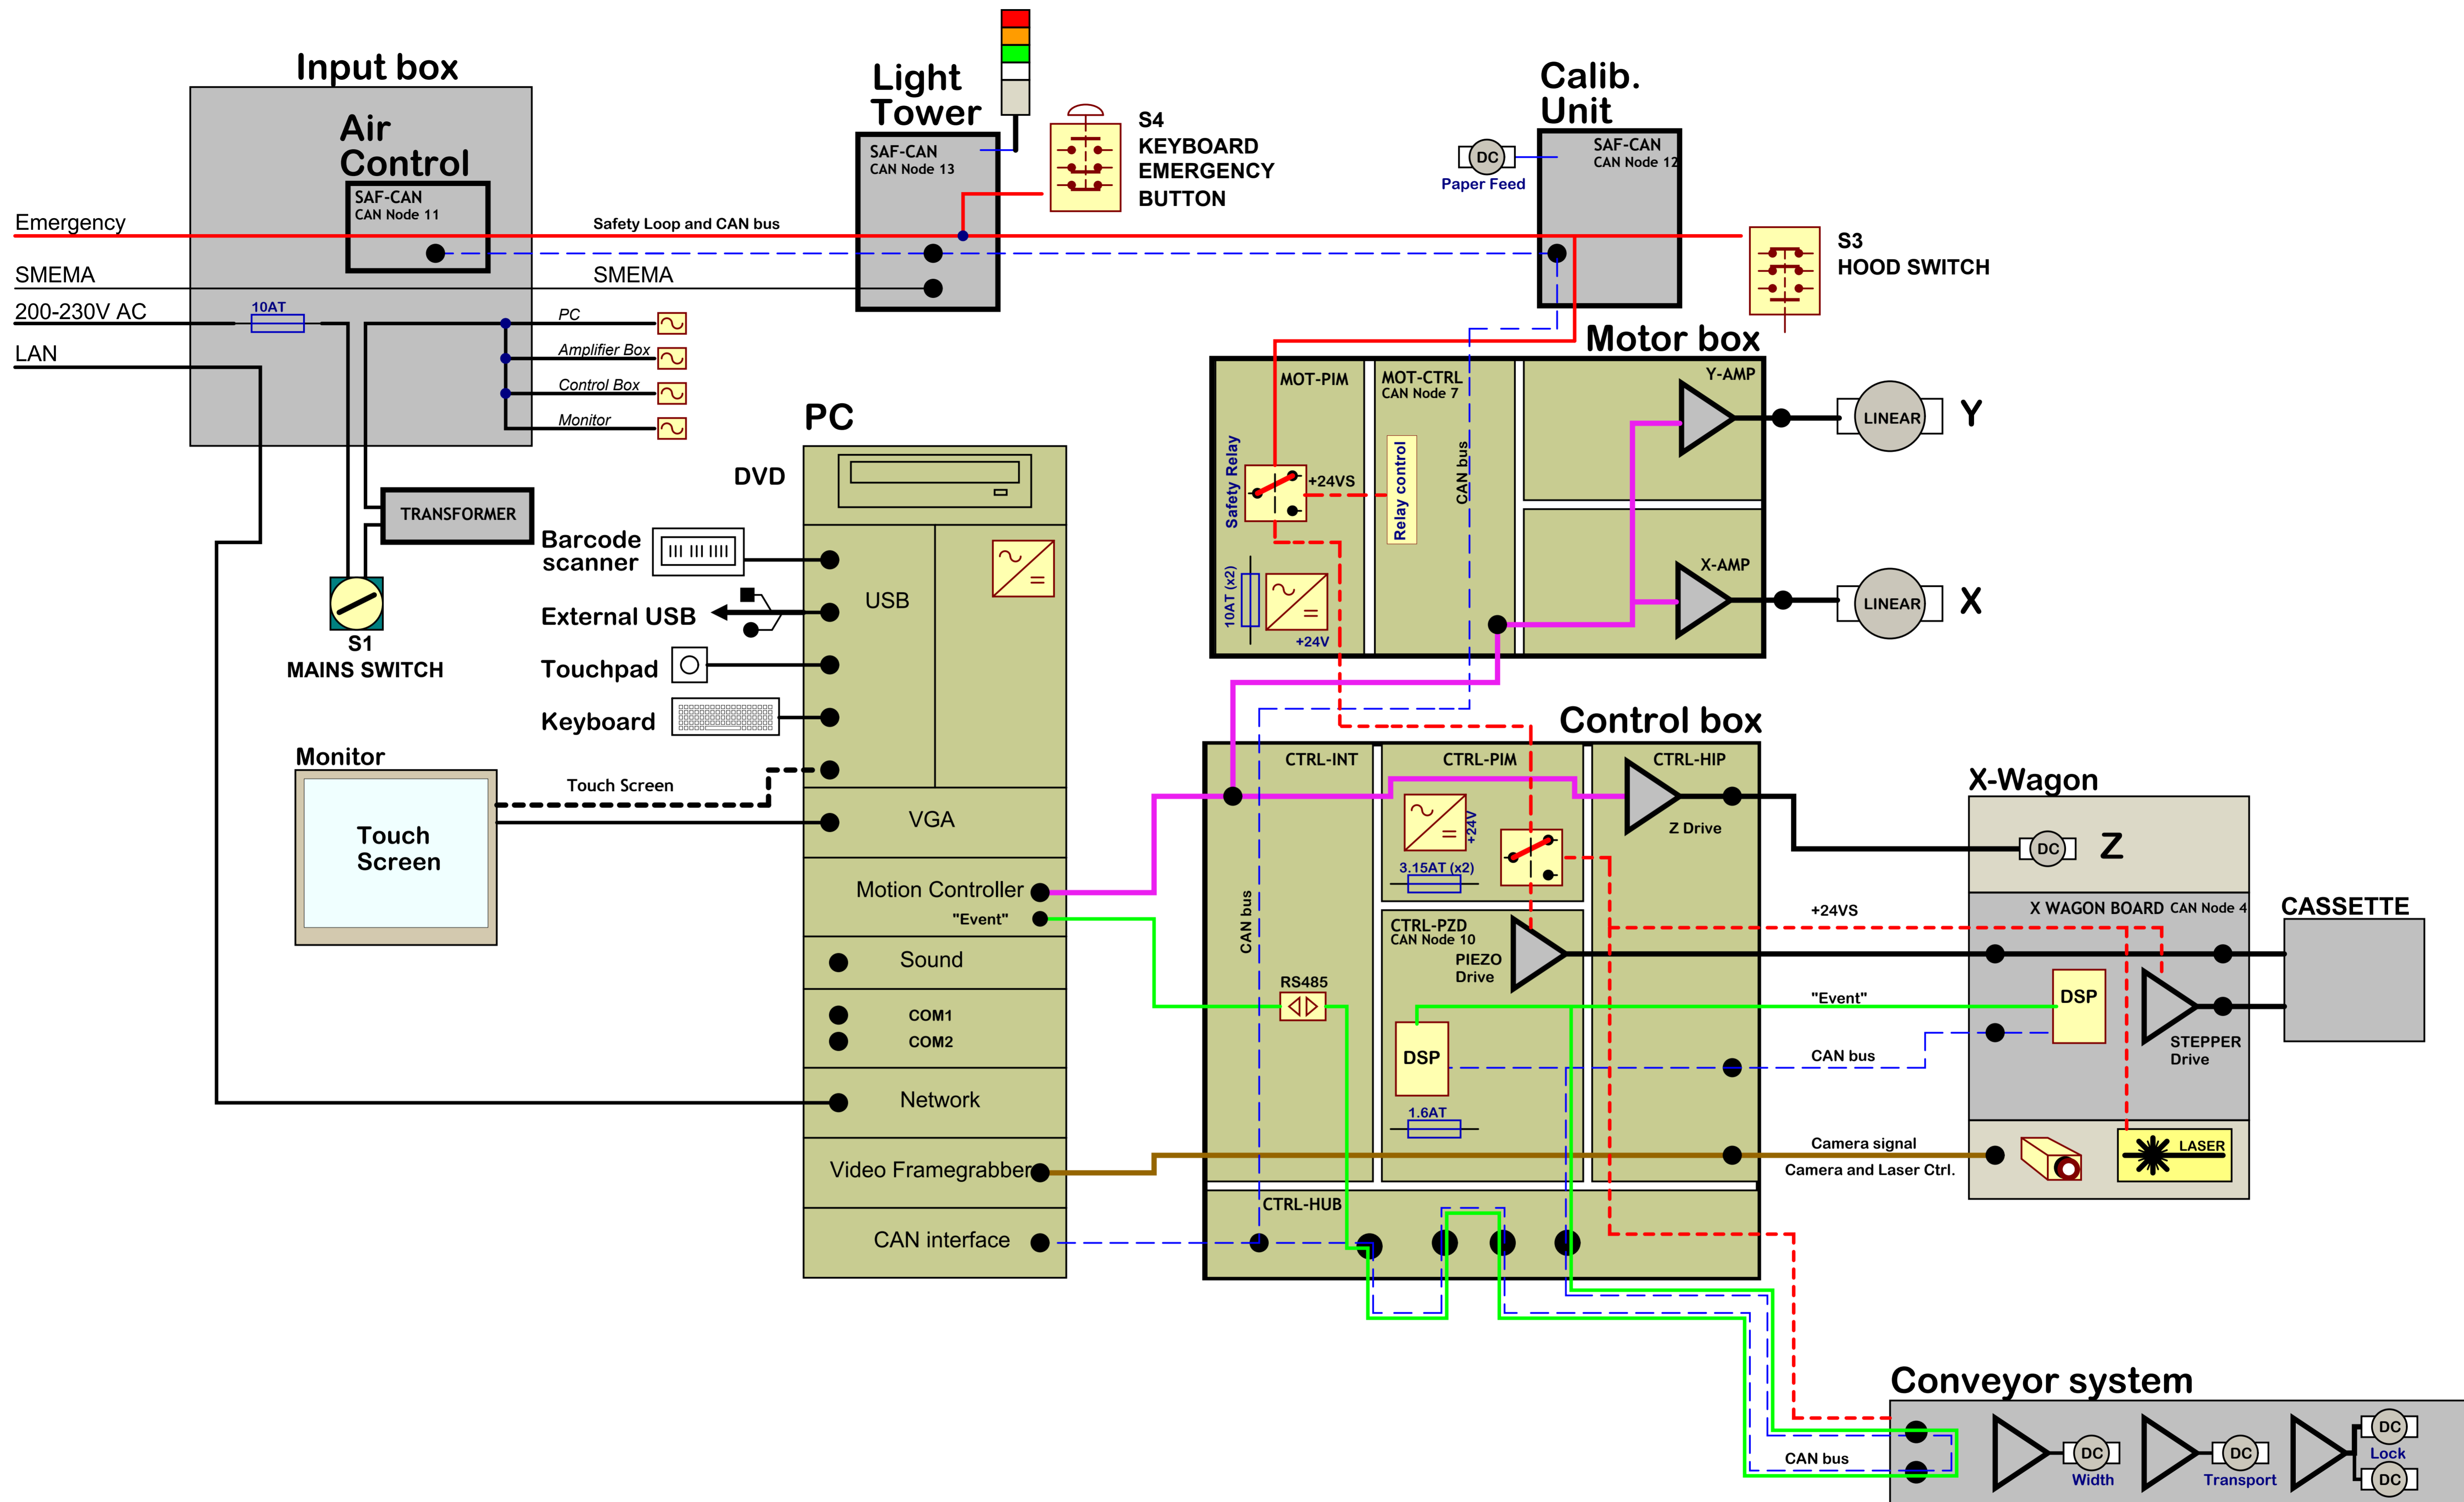 Input box
Air
Control
SAF-CAN
CAN Node 11
Emergency
SMEMA
200-230V AC
LAN
10AT
Safety Loop and CAN bus
SMEMA
PC
Amplifier Box
Control Box
Monitor
TRANSFORMER
S1
MAINS SWITCH
Light
Tower
SAF-CAN
CAN Node 13
S4
KEYBOARD
EMERGENCY
BUTTON
Calib.
Unit
SAF-CAN
CAN Node 12
DC
Paper Feed
S3
HOOD SWITCH
Motor box
MOT-PIM
MOT-CTRL
CAN Node 7
Y-AMP
X-AMP
Safety Relay
+24VS
Relay control
CAN bus
10AT (x2)
+24V
LINEAR
Y
LINEAR
X
PC
DVD
Barcode
scanner
External USB
Touchpad
Keyboard
USB
Monitor
Touch
Screen
Touch Screen
VGA
Motion Controller
"Event"
Sound
COM1
COM2
Network
Video Framegrabber
CAN interface
Control box
CTRL-INT
CTRL-PIM
CTRL-HIP
+24V
3.15AT (x2)
Z Drive
CAN bus
CTRL-PZD
CAN Node 10
PIEZO
Drive
RS485
DSP
1.6AT
CTRL-HUB
X-Wagon
DC
Z
X WAGON BOARD CAN Node 4
CASSETTE
+24VS
"Event"
DSP
STEPPER
Drive
CAN bus
Camera signal
Camera and Laser Ctrl.
LASER
Conveyor system
CAN bus
DC
Width
DC
Transport
DC
Lock
DC